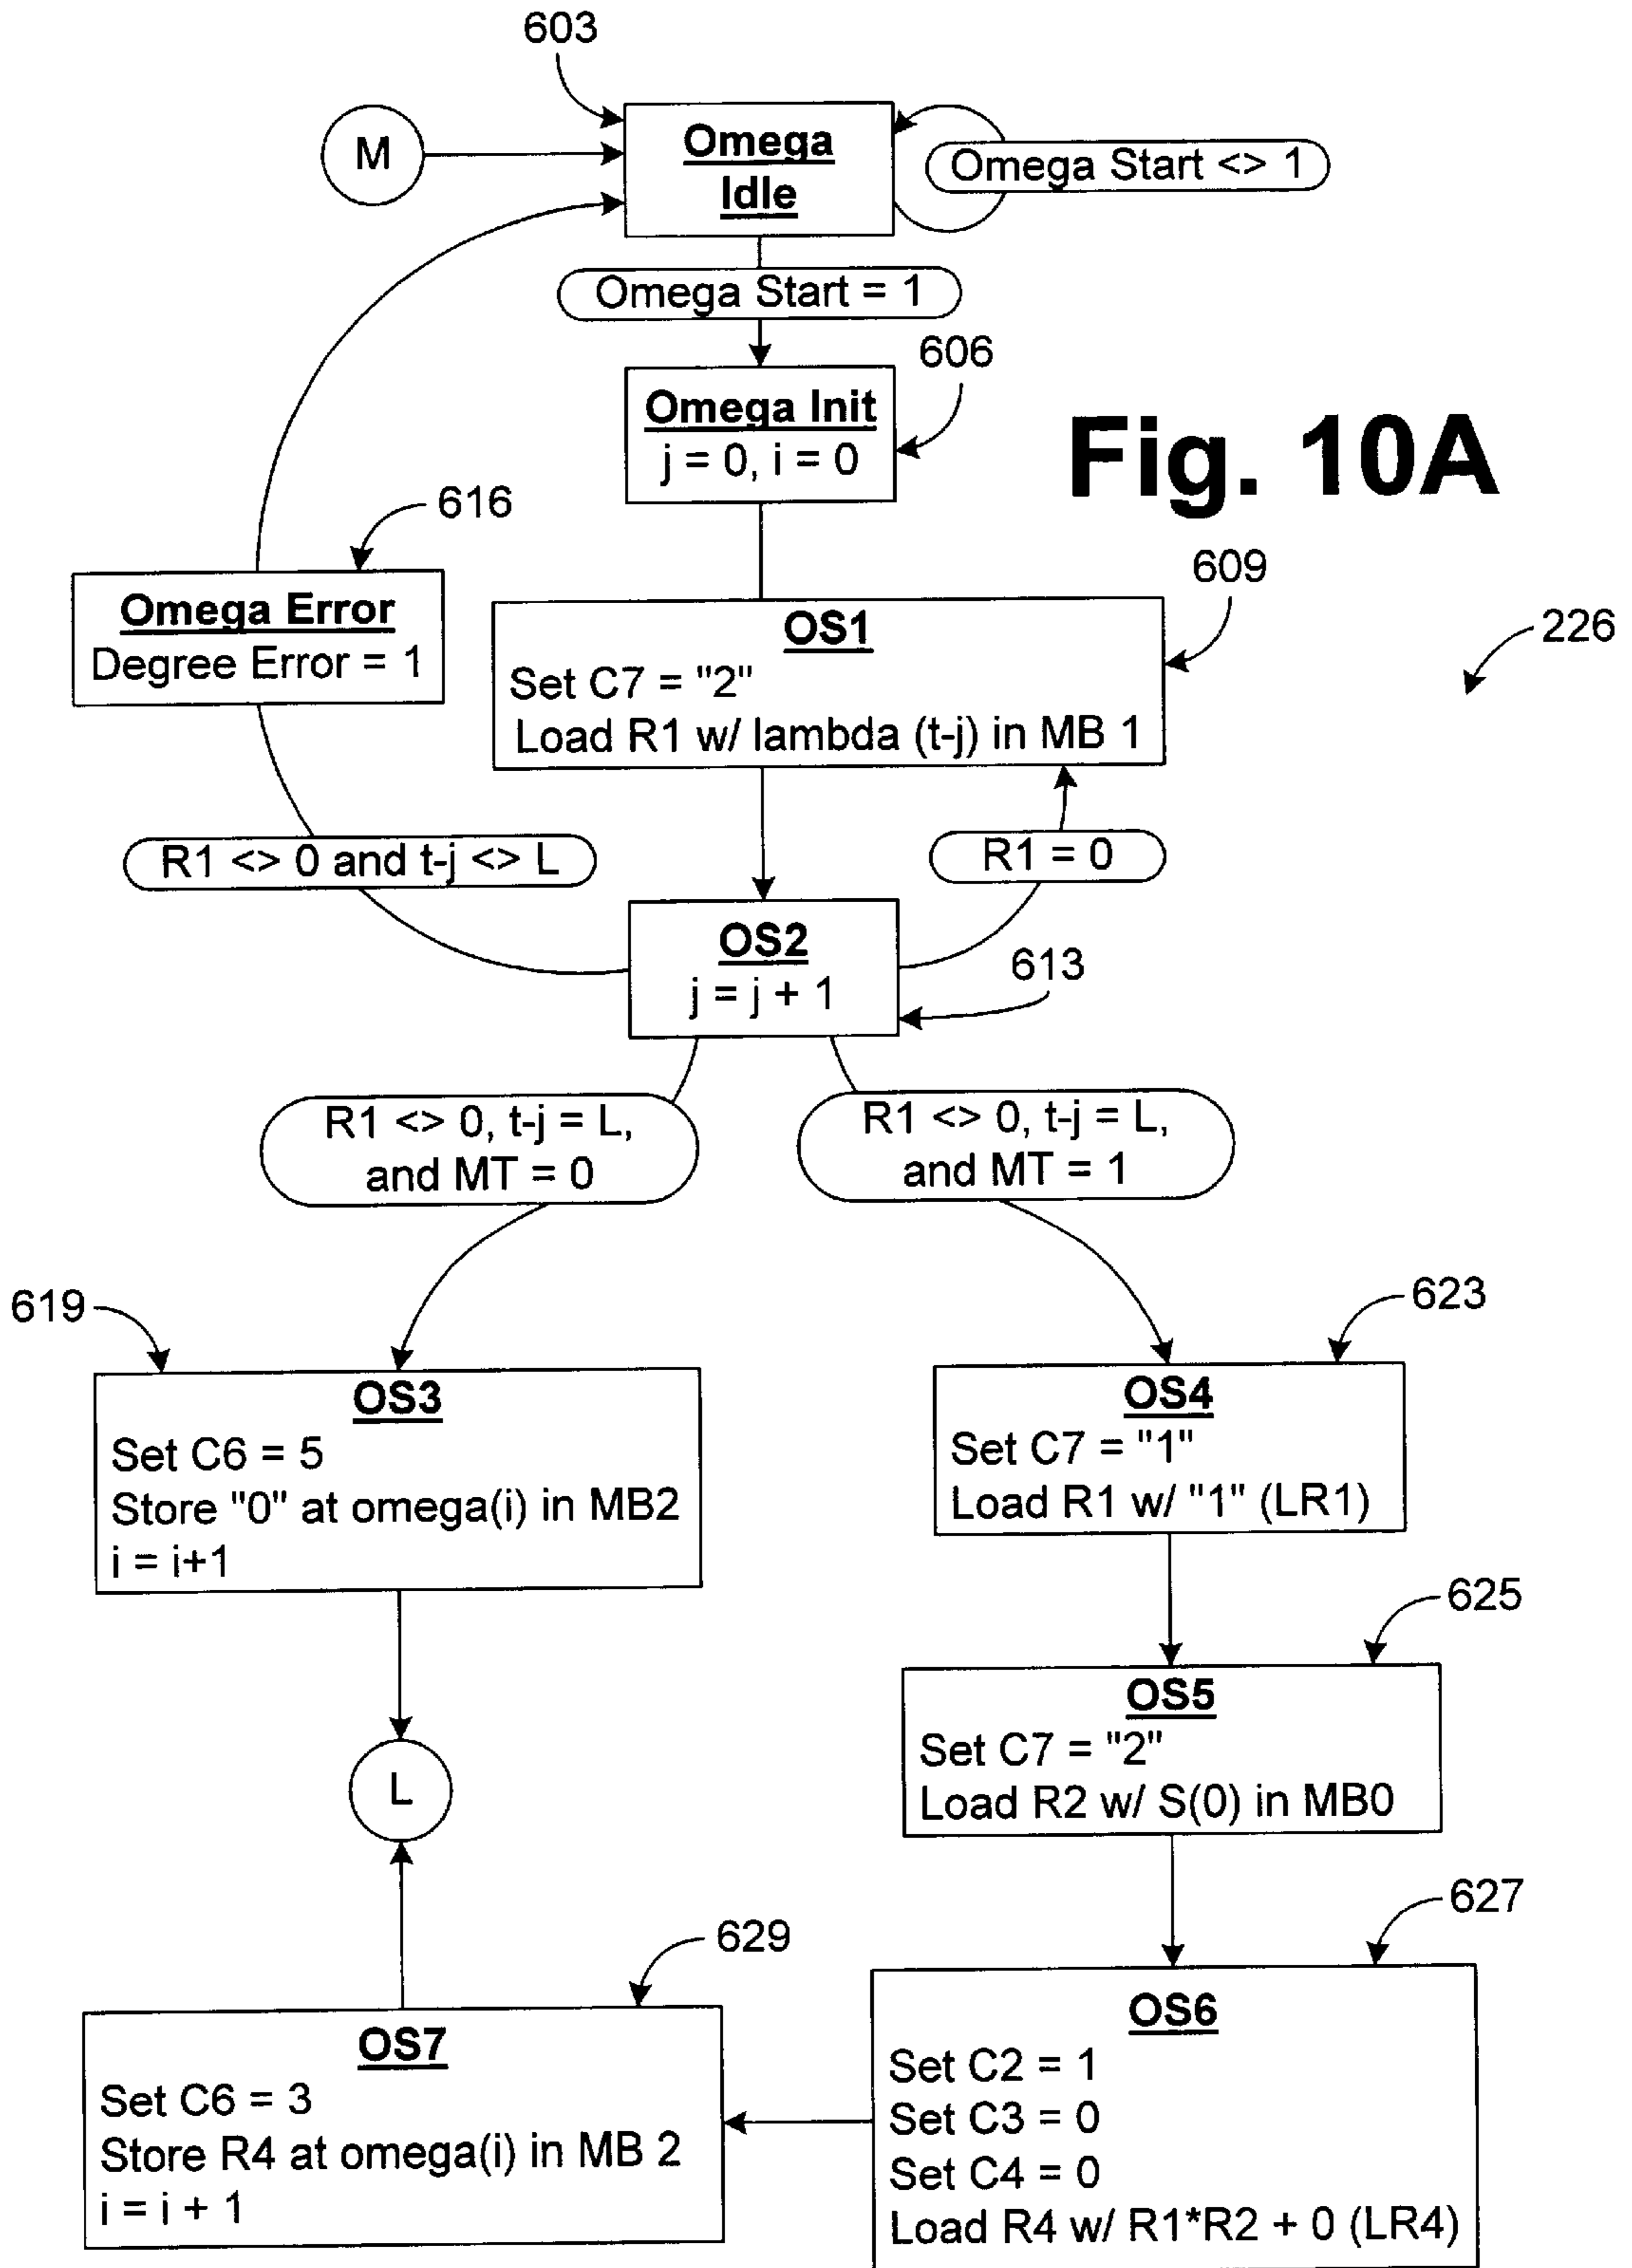 603
M
Omega
Idle
Omega Start <> 1
Omega Start = 1
606
Omega Init
j = 0, i = 0
Fig. 10A
616
Omega Error
Degree Error = 1
609
OS1
Set C7 = "2"
Load R1 w/ lambda (t-j) in MB 1
226
R1 <> 0 and t-j <> L
R1 = 0
OS2
j = j + 1
613
R1 <> 0, t-j = L,
and MT = 0
R1 <> 0, t-j = L,
and MT = 1
619
OS3
Set C6 = 5
Store "0" at omega(i) in MB2
i = i+1
623
OS4
Set C7 = "1"
Load R1 w/ "1" (LR1)
625
OS5
Set C7 = "2"
Load R2 w/ S(0) in MB0
L
627
OS6
Set C2 = 1
Set C3 = 0
Set C4 = 0
Load R4 w/ R1*R2 + 0 (LR4)
629
OS7
Set C6 = 3
Store R4 at omega(i) in MB 2
i = i + 1